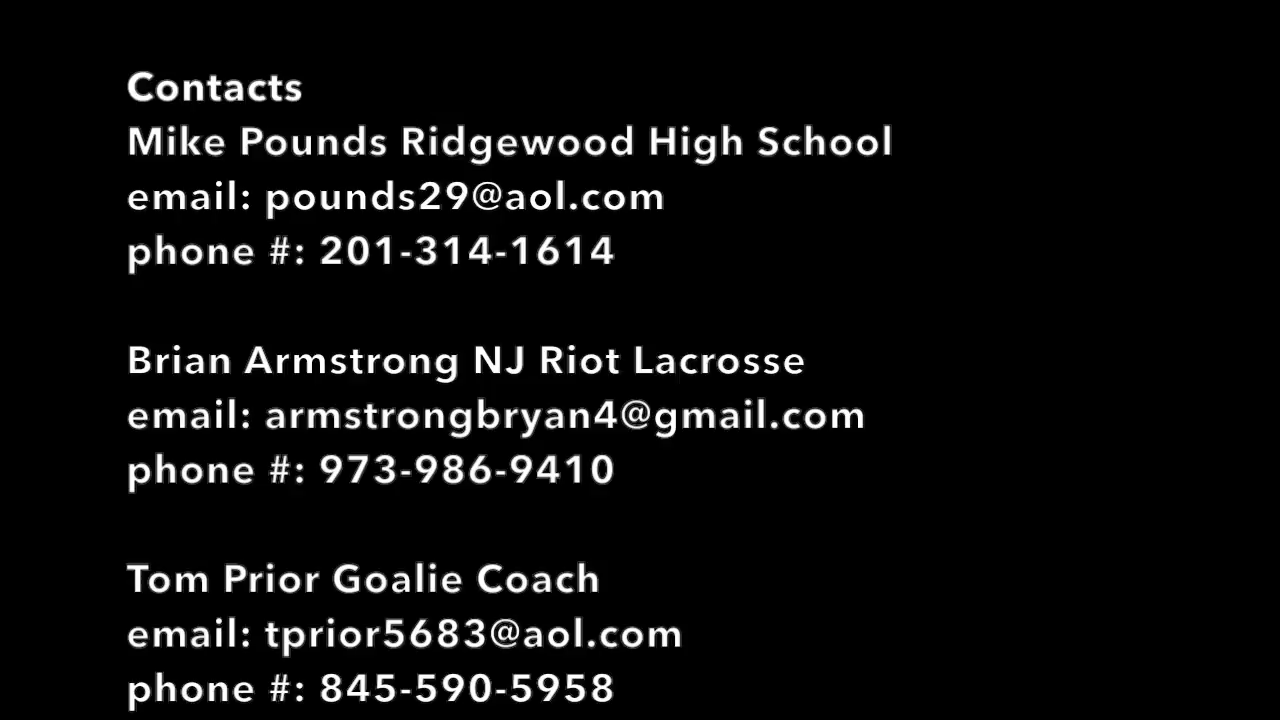 Contacts
Mike Pounds Ridgewood High School
email: pounds29@aol.com
phone #: 201-314-1614
Brian Armstrong NJ Riot Lacrosse
email: armstrongbryan4@gmail.com
phone #: 973-986-9410
Tom Prior Goalie Coach
email: tprior5683@aol.com
phone #: 845-590-5958